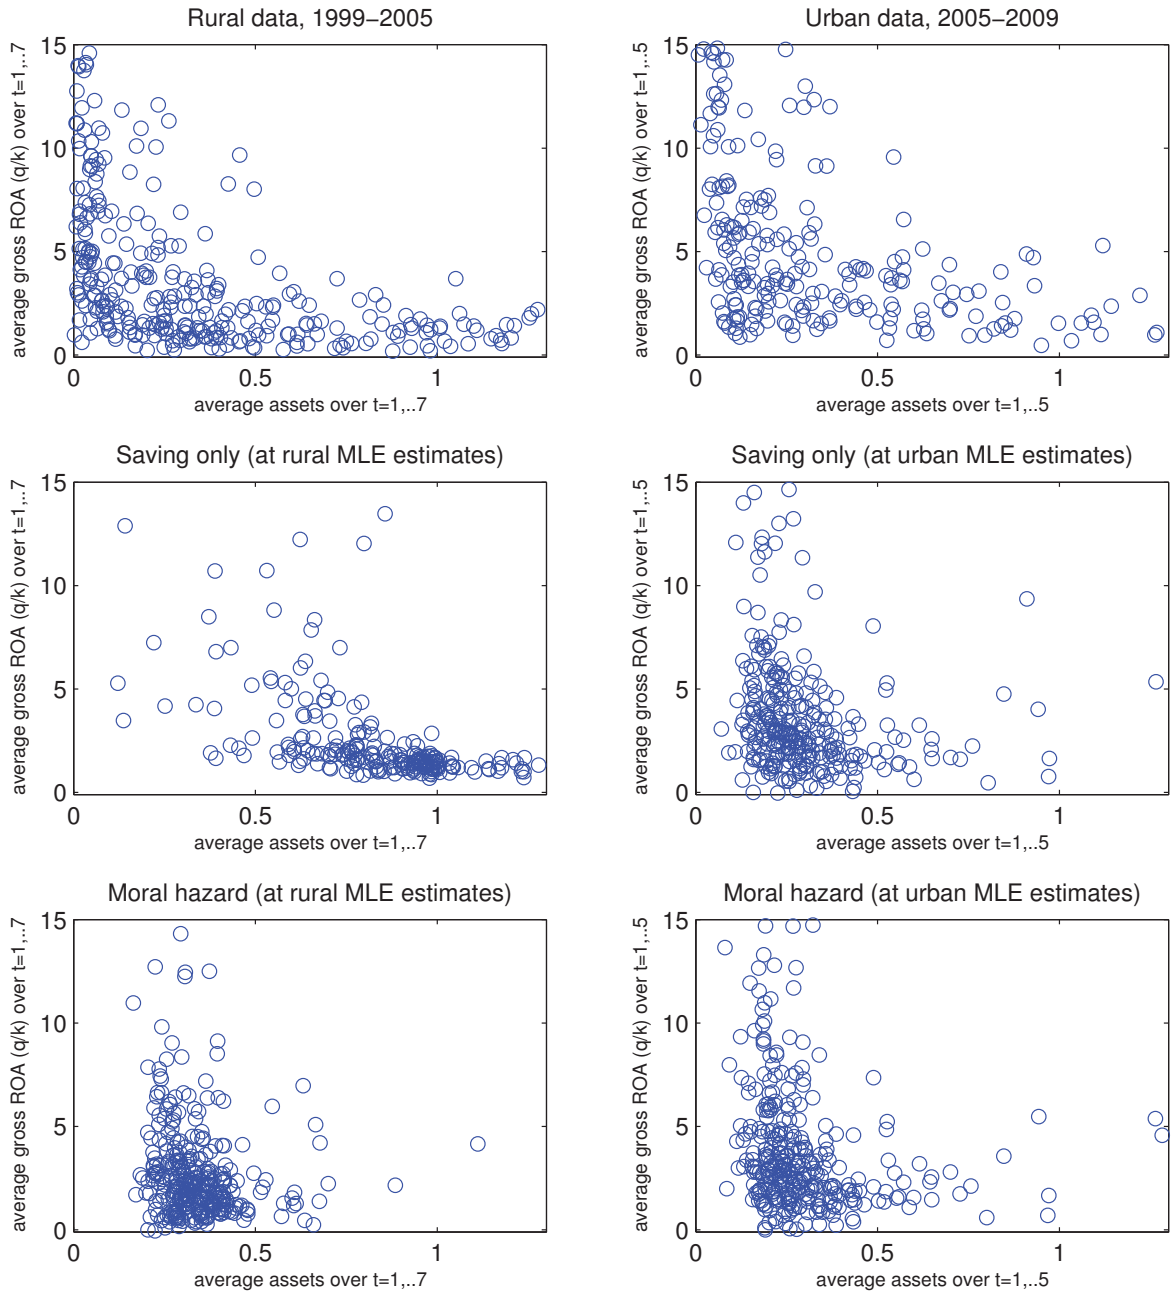 Rural data, 1999–2005
average gross ROA (q/k) over t=1,..7
15
10
5
0
0
0.5
1
average assets over t=1,..7
Urban data, 2005–2009
average gross ROA (q/k) over t=1,..5
15
10
5
0
0
0.5
1
average assets over t=1,..5
Saving only (at rural MLE estimates)
average gross ROA (q/k) over t=1,..7
15
10
5
0
0
0.5
1
average assets over t=1,..7
Saving only (at urban MLE estimates)
average gross ROA (q/k) over t=1,..5
15
10
5
0
0
0.5
1
average assets over t=1,..5
Moral hazard (at rural MLE estimates)
average gross ROA (q/k) over t=1,..7
15
10
5
0
0
0.5
1
average assets over t=1,..7
Moral hazard (at urban MLE estimates)
average gross ROA (q/k) over t=1,..5
15
10
5
0
0
0.5
1
average assets over t=1,..5